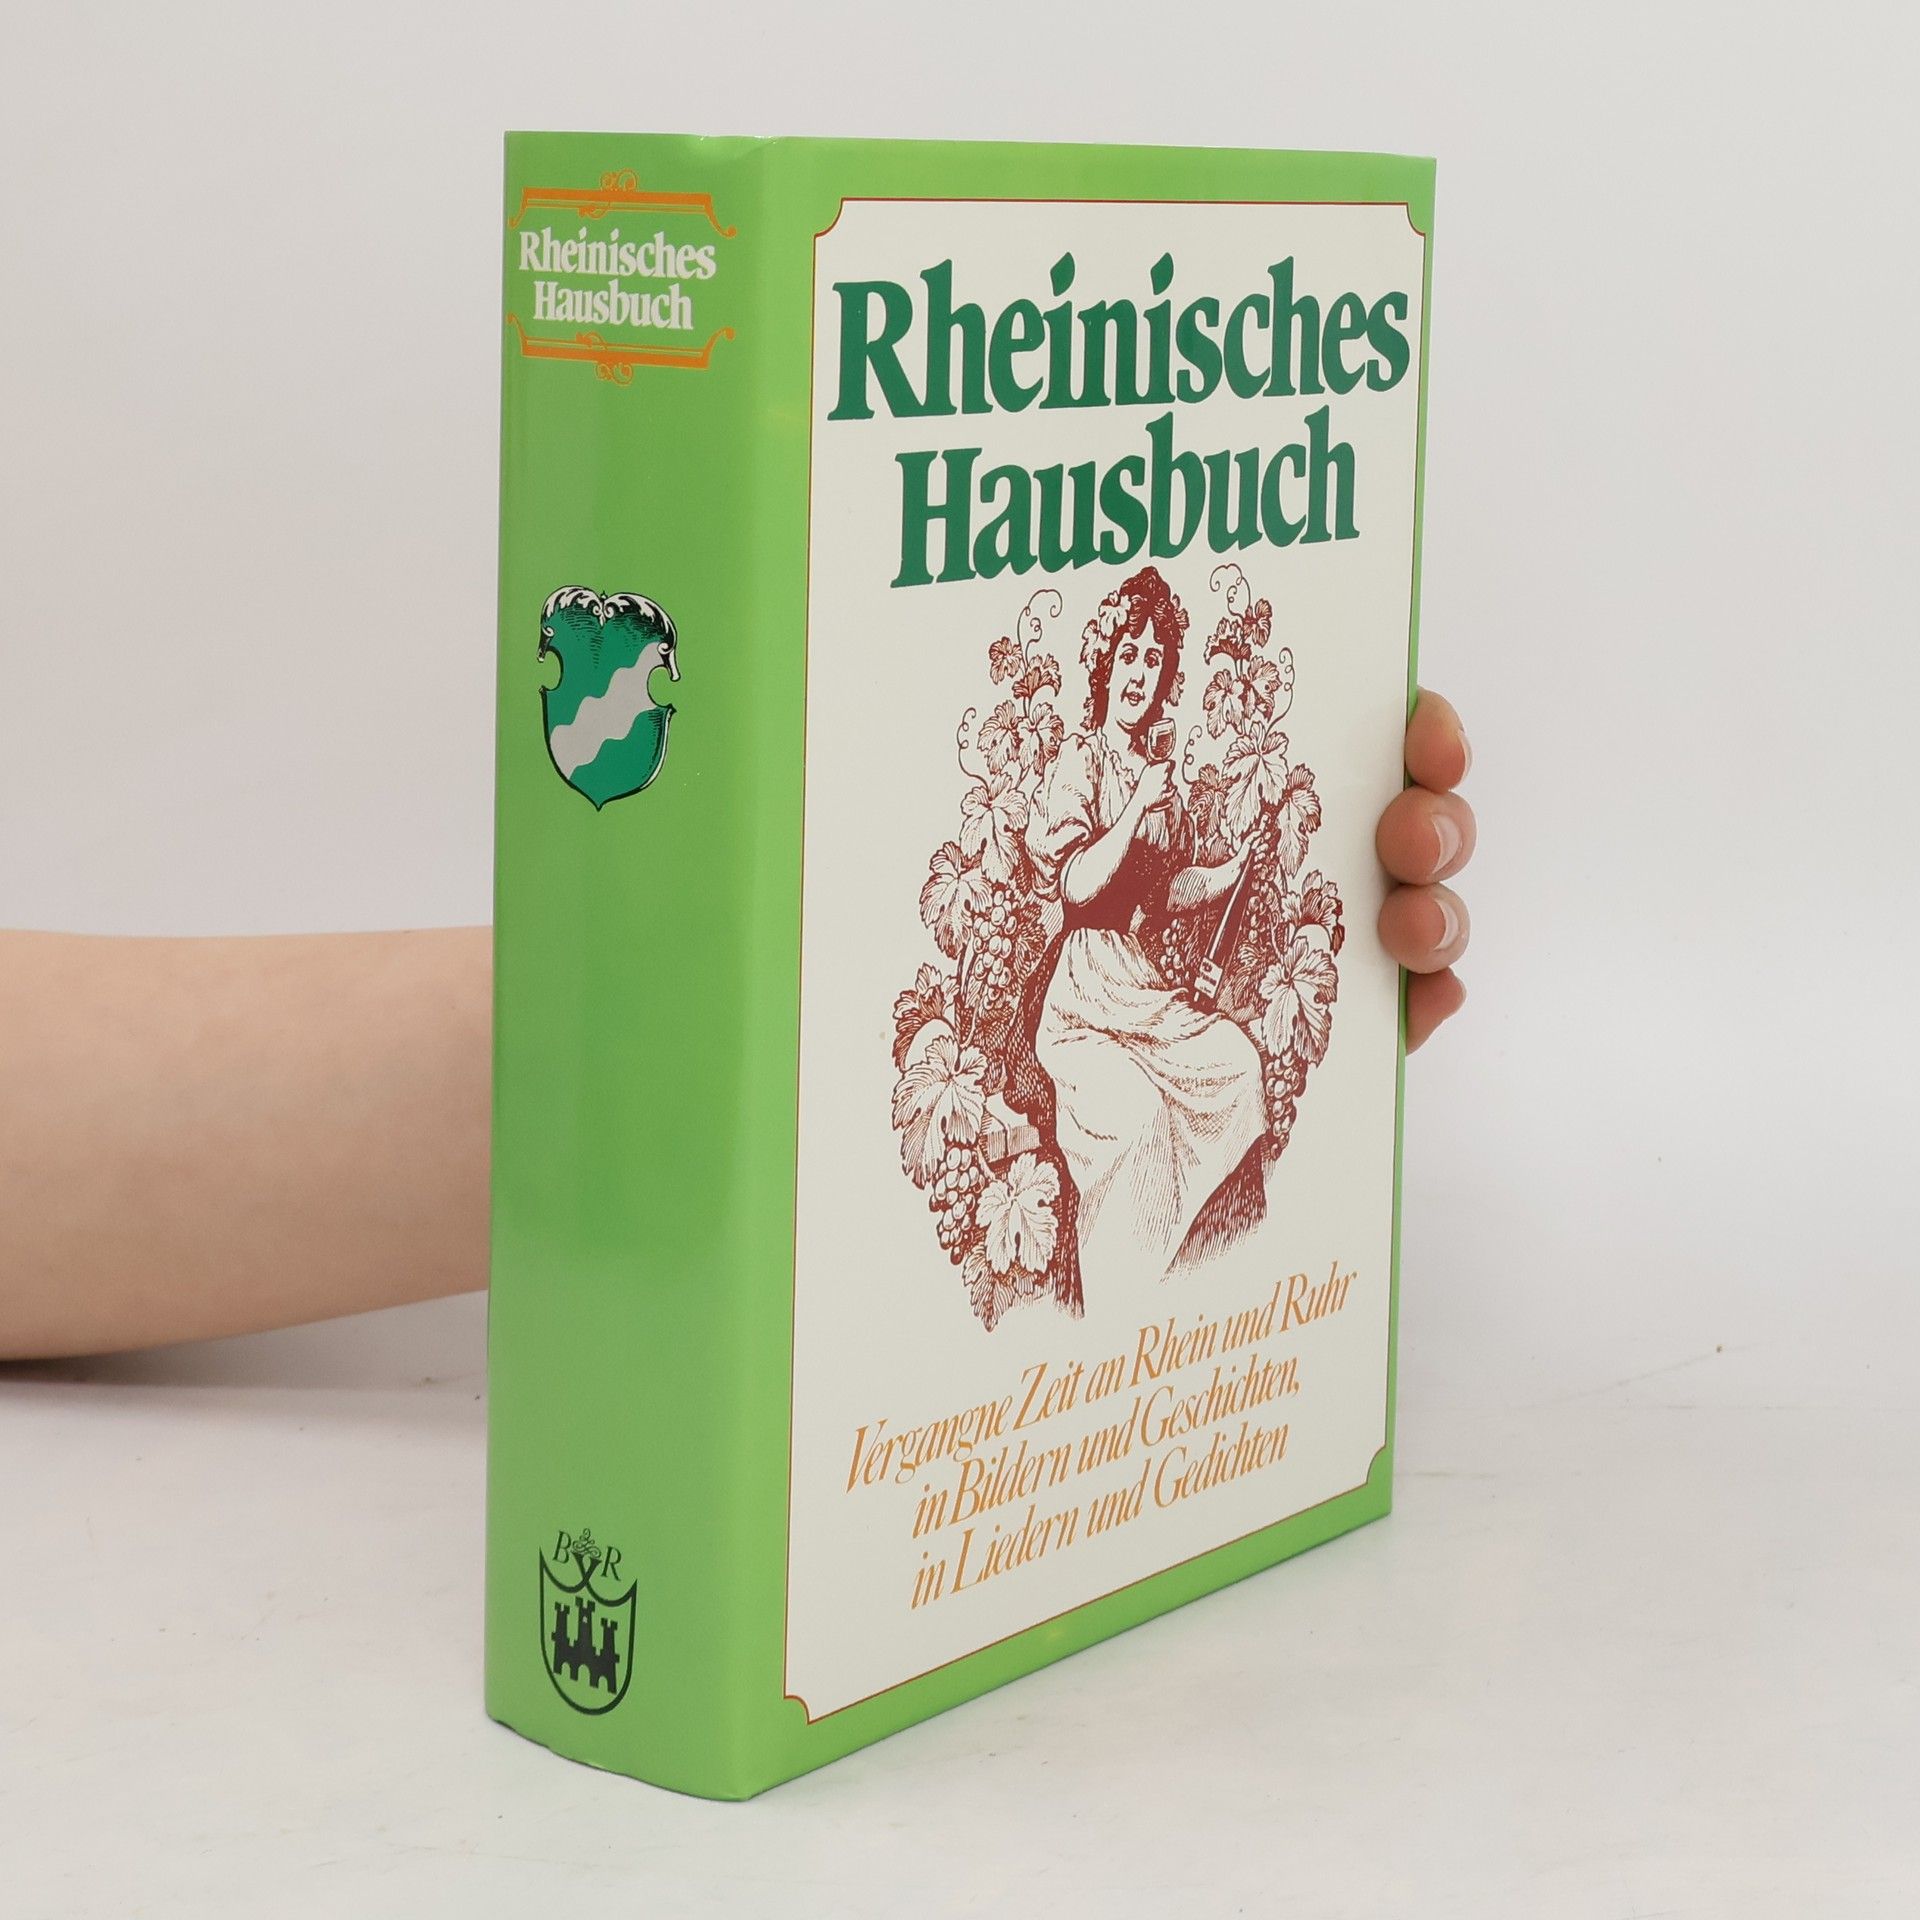 Rheinisches
Hausbuch
B R
Rheinisches
Hausbuch
Vergangne Zeit an Rhein und Ruhr
in Bildern und Geschichten,
in Liedern und Gedichten